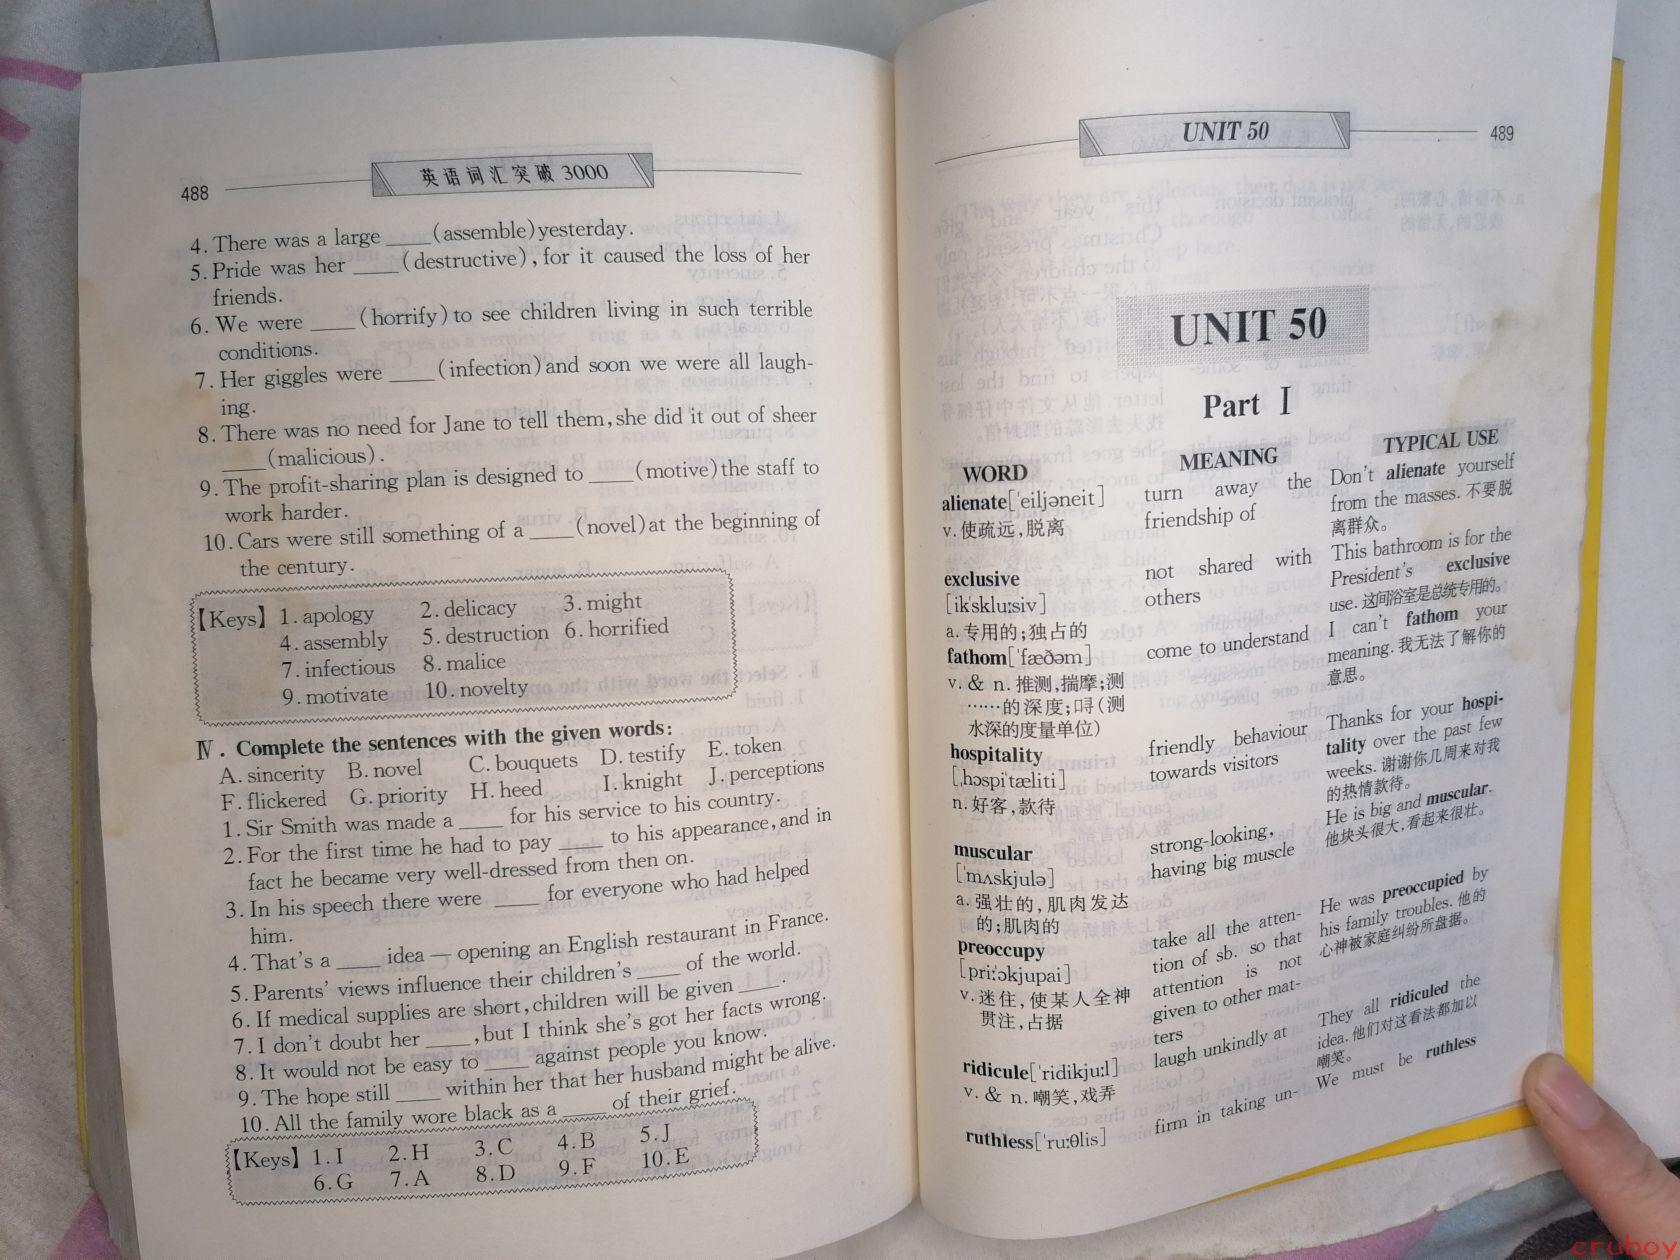 488
英语词汇突破 3000
4. There was a large ____ (assemble) yesterday.
5. Pride was her ____ (destructive), for it caused the loss of her
friends.
6. We were ____ (horrify) to see children living in such terrible
conditions.
7. Her giggles were ____ (infection) and soon we were all laugh-
ing.
8. There was no need for Jane to tell them, she did it out of sheer
____ (malicious).
9. The profit-sharing plan is designed to ____ (motive) the staff to
work harder.
10. Cars were still something of a ____ (novel) at the beginning of
the century.
【Keys】 1. apology 2. delicacy 3. might
4. assembly 5. destruction 6. horrified
7. infectious 8. malice
9. motivate 10. novelty
Ⅳ. Complete the sentences with the given words:
A. sincerity B. novel C. bouquets D. testify E. token
F. flickered G. priority H. heed I. knight J. perceptions
1. Sir Smith was made a ____ for his service to his country.
2. For the first time he had to pay ____ to his appearance, and in
fact he became very well-dressed from then on.
3. In his speech there were ____ for everyone who had helped
him.
4. That's a ____ idea — opening an English restaurant in France.
5. Parents' views influence their children's ____ of the world.
6. If medical supplies are short, children will be given ____.
7. I don't doubt her ____, but I think she's got her facts wrong.
8. It would not be easy to ____ against people you know.
9. The hope still ____ within her that her husband might be alive.
10. All the family wore black as a ____ of their grief.
【Keys】 1. I 2. H 3. C 4. B 5. J
6. G 7. A 8. D 9. F 10. E
UNIT 50
489
UNIT 50
Part Ⅰ
WORD MEANING TYPICAL USE
alienate['eiljəneit]
v. 使疏远,脱离
turn away the
friendship of
Don't alienate yourself
from the masses. 不要脱
离群众。
exclusive
[ik'skluːsiv]
a. 专用的;独占的
not shared with
others
This bathroom is for the
President's exclusive
use. 这间浴室是总统专用的。
fathom['fæðəm]
v. & n. 推测,揣摩;测
……的深度;㖊(测
水深的度量单位)
come to understand
I can't fathom your
meaning. 我无法了解你的
意思。
hospitality
[ˌhɔspi'tæliti]
n. 好客,款待
friendly behaviour
towards visitors
Thanks for your hospi-
tality over the past few
weeks. 谢谢你几周来对我
的热情款待。
muscular
['mʌskjulə]
a. 强壮的,肌肉发达
的;肌肉的
strong-looking,
having big muscle
He is big and muscular.
他块头很大,看起来很壮。
preoccupy
[priː'ɔkjupai]
v. 迷住,使某人全神
贯注,占据
take all the atten-
tion of sb. so that
attention is not
given to other mat-
ters
He was preoccupied by
his family troubles. 他的
心神被家庭纠纷所盘据。
ridicule['ridikjuːl]
v. & n. 嘲笑,戏弄
laugh unkindly at
They all ridiculed the
idea. 他们对这看法都加以
嘲笑。
ruthless['ruːθlis]
firm in taking un-
We must be ruthless
cruboy